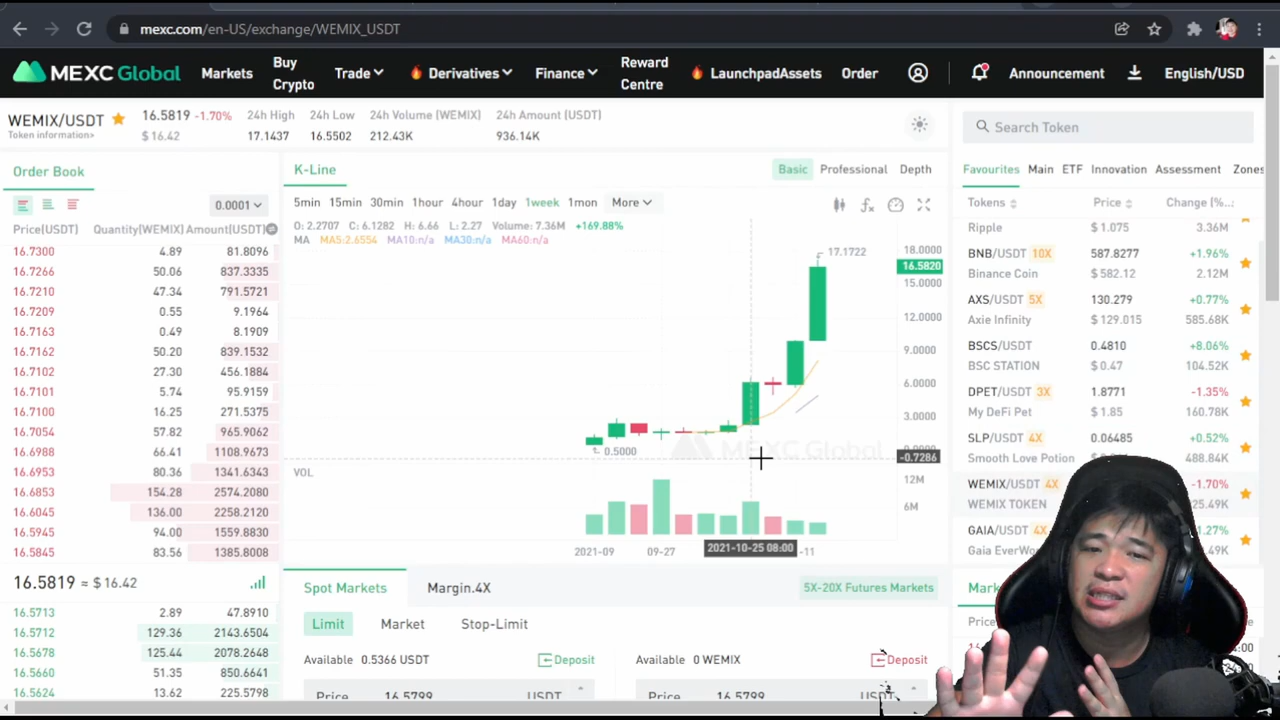 mexc.com/en-US/exchange/WEMIX_USDT
MEXC Global
Markets
Buy Crypto
Trade
Derivatives
Finance
Reward Centre
LaunchpadAssets
Order
Announcement
English/USD
WEMIX/USDT
Token information>
16.5819 -1.70%
$ 16.42
24h High
17.1437
24h Low
16.5502
24h Volume (WEMIX)
212.43K
24h Amount (USDT)
936.14K
Search Token
Order Book
0.0001
Price(USDT) Quantity(WEMIX) Amount(USDT)
16.7300 4.89 81.8096
16.7266 50.06 837.3335
16.7210 47.34 791.5721
16.7209 0.55 9.1964
16.7163 0.49 8.1909
16.7162 50.20 839.1532
16.7102 27.30 456.1884
16.7101 5.74 95.9159
16.7100 16.25 271.5375
16.7054 57.82 965.9062
16.6988 66.41 1108.9673
16.6953 80.36 1341.6343
16.6853 154.28 2574.2080
16.6045 136.00 2258.2120
16.5945 94.00 1559.8830
16.5845 83.56 1385.8008
16.5819 ≈ $ 16.42
16.5713 2.89 47.8910
16.5712 129.36 2143.6504
16.5678 125.44 2078.2648
16.5660 51.35 850.6641
16.5624 13.62 225.5798
K-Line
Basic Professional Depth
5min 15min 30min 1hour 4hour 1day 1week 1mon More
O: 2.2707 C: 6.1282 H: 6.66 L: 2.27 Volume: 7.36M +169.88%
MA MA5:2.6554 MA10:n/a MA30:n/a MA60:n/a
17.1722
18.0000
16.5820
15.0000
12.0000
9.0000
6.0000
3.0000
0.0000
-0.7286
0.5000
MEXC Global
VOL
12M
6M
2021-09 09-27 2021-10-25 08:00 -11
Spot Markets
Margin.4X
5X-20X Futures Markets
Limit Market Stop-Limit
Available 0.5366 USDT Deposit
Available 0 WEMIX Deposit
Price 16.5799 USDT
Price 16.5799 USDT
Favourites Main ETF Innovation Assessment Zones
Tokens Price Change (%...
Ripple $ 1.075 3.36M
BNB/USDT 10X 587.8277 +1.96%
Binance Coin $ 582.12 2.12M
AXS/USDT 5X 130.279 +0.77%
Axie Infinity $ 129.015 585.68K
BSCS/USDT 0.4810 +8.06%
BSC STATION $ 0.47 104.52K
DPET/USDT 3X 1.8771 -1.35%
My DeFi Pet $ 1.85 160.78K
SLP/USDT 4X 0.06485 +0.52%
Smooth Love Potion 488.84K
WEMIX/USDT 4X -1.70%
WEMIX TOKEN
GAIA/USDT 4X
Gaia EverWo